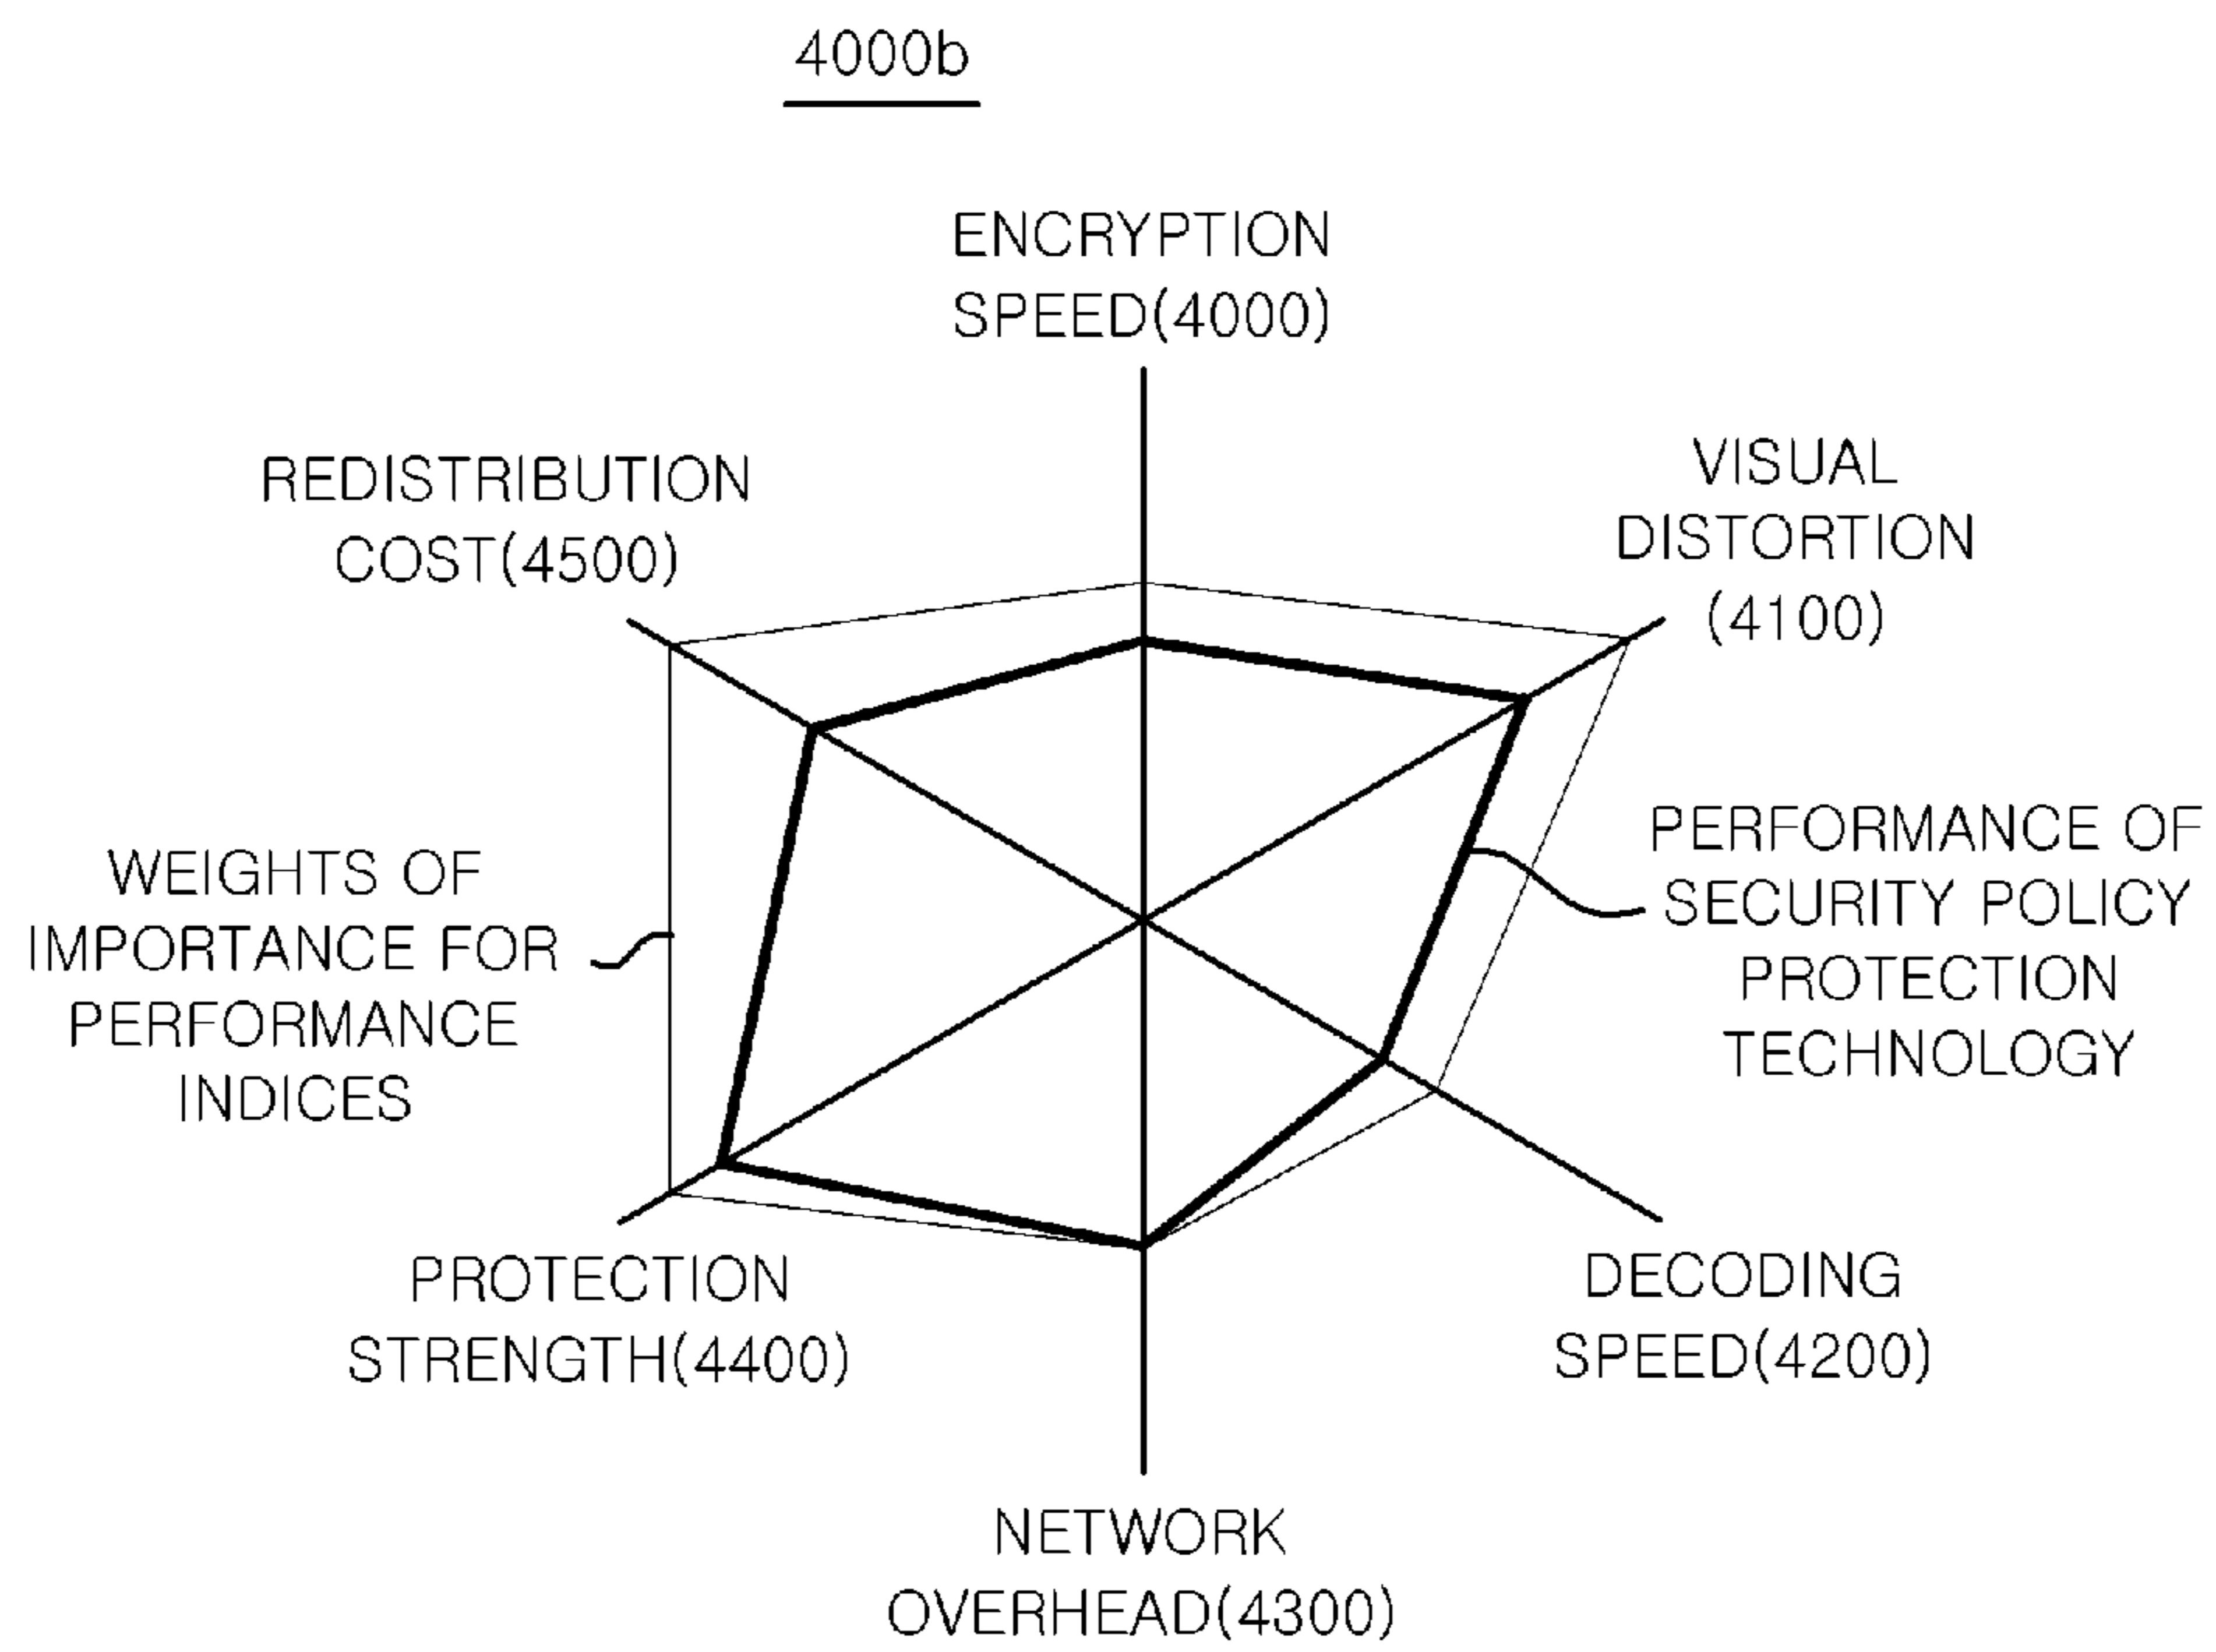 4000b
ENCRYPTION
SPEED(4000)
REDISTRIBUTION
COST(4500)
VISUAL
DISTORTION
(4100)
WEIGHTS OF
IMPORTANCE FOR
PERFORMANCE
INDICES
PERFORMANCE OF
SECURITY POLICY
PROTECTION
TECHNOLOGY
PROTECTION
STRENGTH(4400)
DECODING
SPEED(4200)
NETWORK
OVERHEAD(4300)